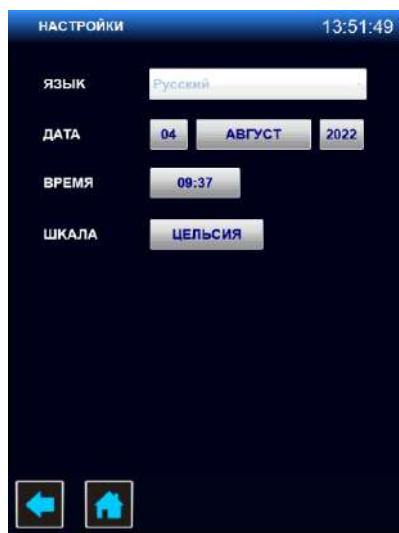 НАСТРОЙКИ 13:51:49
ЯЗЫК Русский
ДАТА 04 АВГУСТ 2022
ВРЕМЯ 09:37
ШКАЛА ЦЕЛЬСИЯ